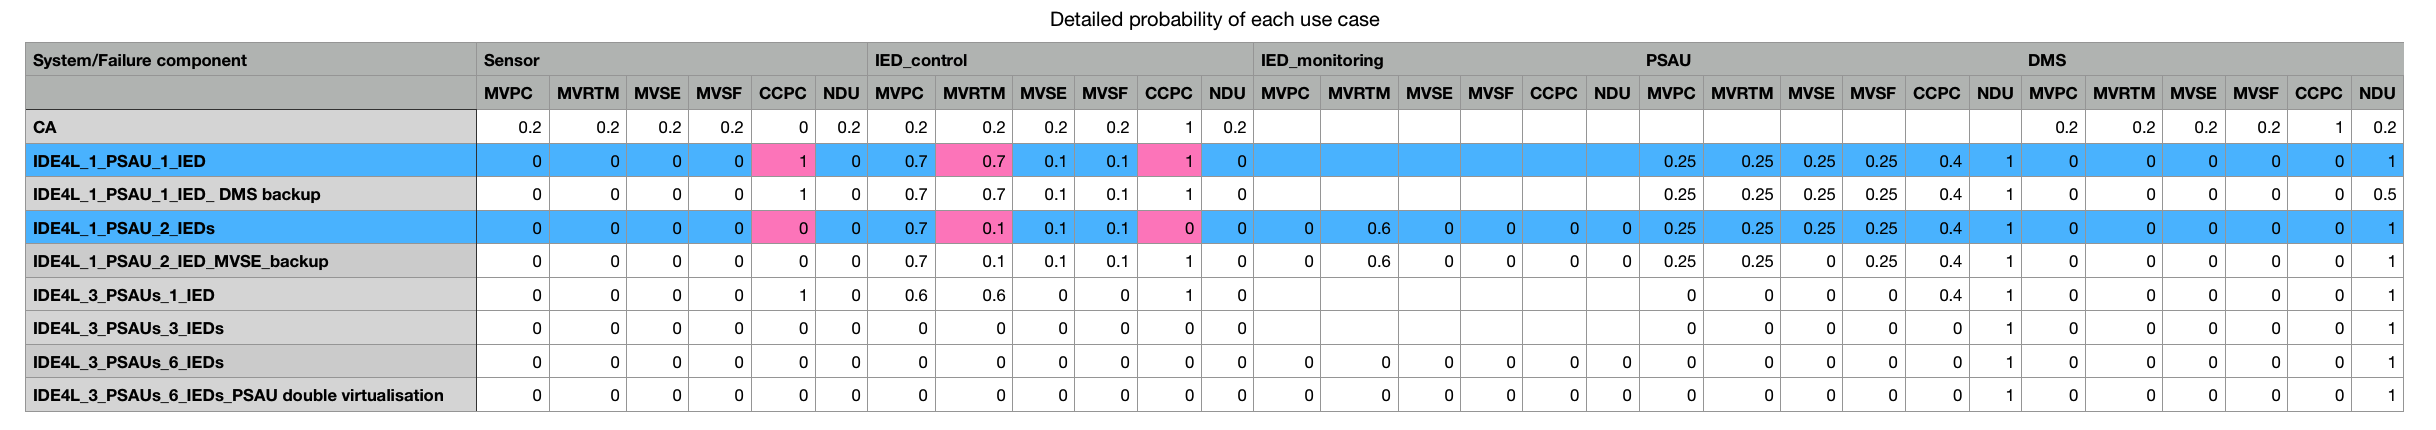 Detailed probability of each use case
System/Failure component Sensor IED_control IED_monitoring PSAU DMS
MVPC MVRTM MVSE MVSF CCPC NDU MVPC MVRTM MVSE MVSF CCPC NDU MVPC MVRTM MVSE MVSF CCPC NDU MVPC MVRTM MVSE MVSF CCPC NDU MVPC MVRTM MVSE MVSF CCPC NDU
CA 0.2 0.2 0.2 0.2 0 0.2 0.2 0.2 0.2 0.2 1 0.2 0.2 0.2 0.2 0.2 1 0.2
IDE4L_1_PSAU_1_IED 0 0 0 0 1 0 0.7 0.7 0.1 0.1 1 0 0.25 0.25 0.25 0.25 0.4 1 0 0 0 0 0 1
IDE4L_1_PSAU_1_IED_ DMS backup 0 0 0 0 1 0 0.7 0.7 0.1 0.1 1 0 0.25 0.25 0.25 0.25 0.4 1 0 0 0 0 0 0.5
IDE4L_1_PSAU_2_IEDs 0 0 0 0 0 0 0.7 0.1 0.1 0.1 0 0 0 0.6 0 0 0 0 0.25 0.25 0.25 0.25 0.4 1 0 0 0 0 0 1
IDE4L_1_PSAU_2_IED_MVSE_backup 0 0 0 0 0 0 0.7 0.1 0.1 0.1 1 0 0 0.6 0 0 0 0 0.25 0.25 0 0.25 0.4 1 0 0 0 0 0 1
IDE4L_3_PSAUs_1_IED 0 0 0 0 1 0 0.6 0.6 0 0 1 0 0 0 0 0 0.4 1 0 0 0 0 0 1
IDE4L_3_PSAUs_3_IEDs 0 0 0 0 0 0 0 0 0 0 0 0 0 0 0 0 0 1 0 0 0 0 0 1
IDE4L_3_PSAUs_6_IEDs 0 0 0 0 0 0 0 0 0 0 0 0 0 0 0 0 0 0 0 0 0 0 0 1 0 0 0 0 0 1
IDE4L_3_PSAUs_6_IEDs_PSAU double virtualisation 0 0 0 0 0 0 0 0 0 0 0 0 0 0 0 0 0 0 0 0 0 0 0 1 0 0 0 0 0 1